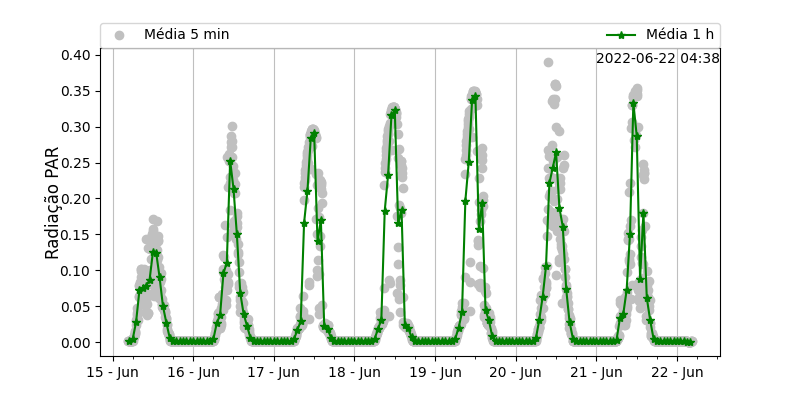 Média 5 min
Média 1 h
2022-06-22 04:38
Radiação PAR
0.40
0.35
0.30
0.25
0.20
0.15
0.10
0.05
0.00
15 - Jun
16 - Jun
17 - Jun
18 - Jun
19 - Jun
20 - Jun
21 - Jun
22 - Jun